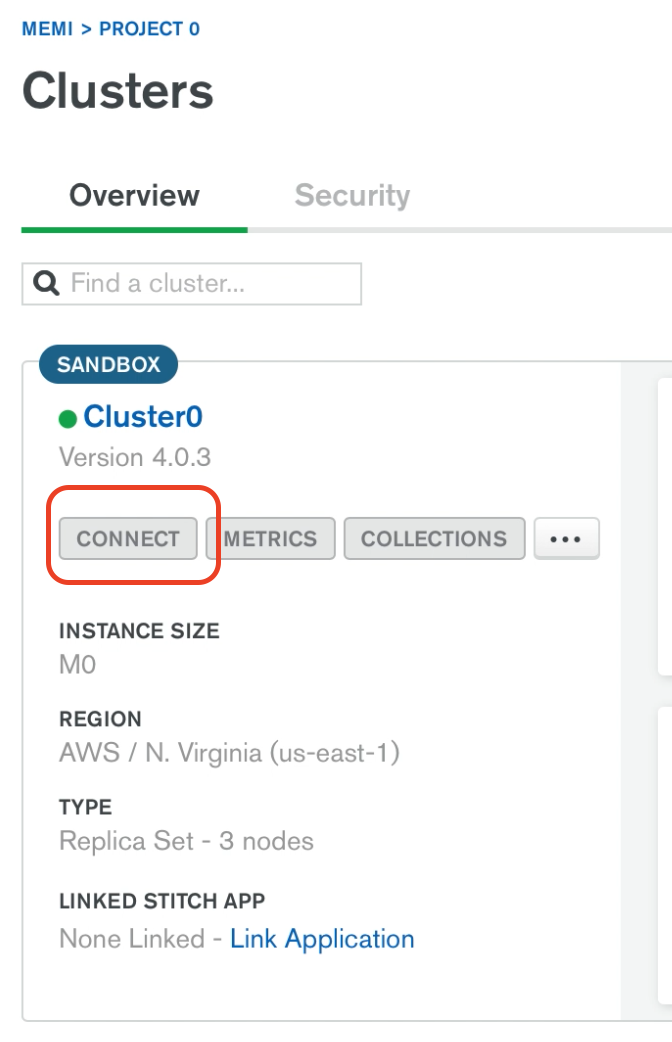 MEMI > PROJECT 0
Clusters
Overview Security
Find a cluster...
SANDBOX
Cluster0
Version 4.0.3
CONNECT METRICS COLLECTIONS •••
INSTANCE SIZE
M0
REGION
AWS / N. Virginia (us-east-1)
TYPE
Replica Set - 3 nodes
LINKED STITCH APP
None Linked - Link Application